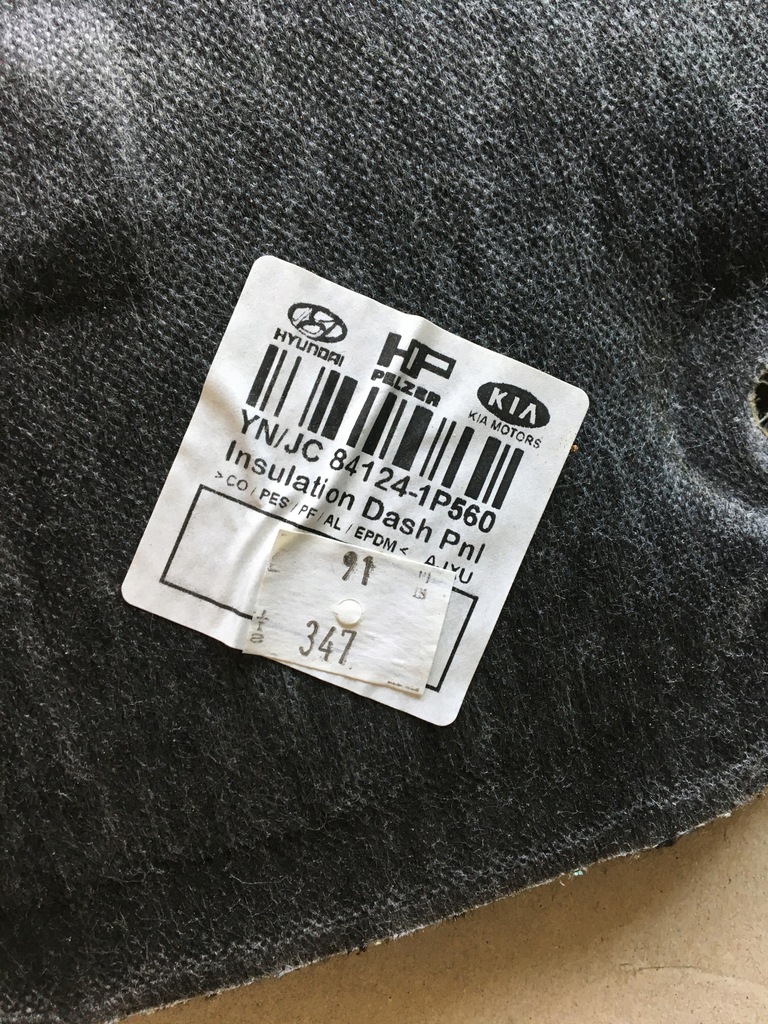 HYUNDAI
HP
PELZER
KIA
KIA MOTORS
YN/JC 84124-1P560
Insulation Dash Pnl
>CO / PES / PF / AL / EPDM <
91
347